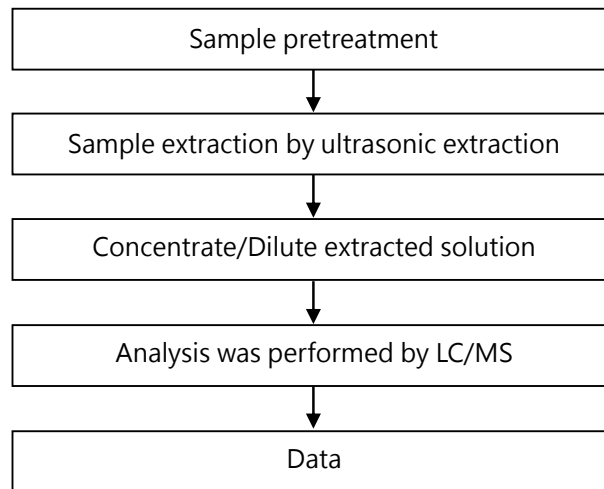 Sample pretreatment
Sample extraction by ultrasonic extraction
Concentrate/Dilute extracted solution
Analysis was performed by LC/MS
Data